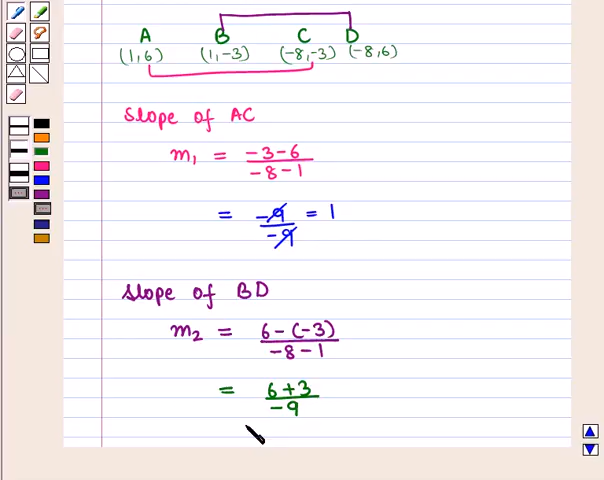 A B C D
(1,6) (1,-3) (-8,-3) (-8,6)
Slope of AC
m₁ = -3-6 / -8-1
= -9 / -9 = 1
Slope of BD
m₂ = 6-(-3) / -8-1
= 6+3 / -9